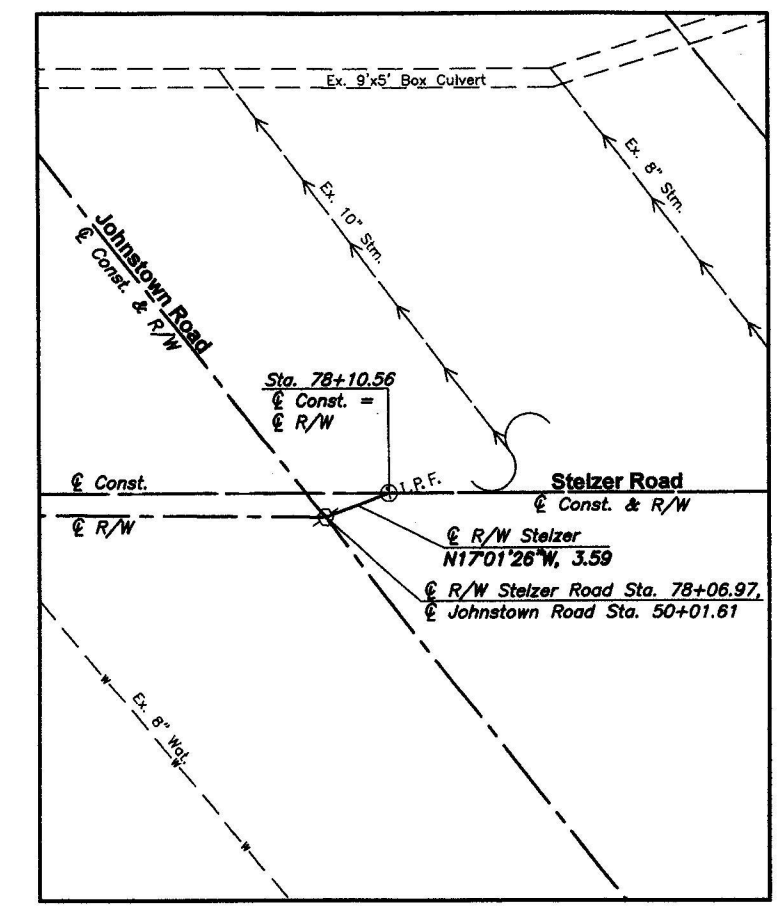 Ex. 9'x5' Box Culvert
Ex. 8" Stm.
Ex. 10" Stm.
Johnstown Road
℄ Const. & R/W
Sta. 78+10.56
℄ Const. =
℄ R/W
I.P.F.
℄ Const.
Stelzer Road
℄ Const. & R/W
℄ R/W
℄ R/W Stelzer
N17°01'26"W, 3.59
℄ R/W Stelzer Road Sta. 78+06.97,
℄ Johnstown Road Sta. 50+01.61
Ex. 8" Wat.
w
w
w